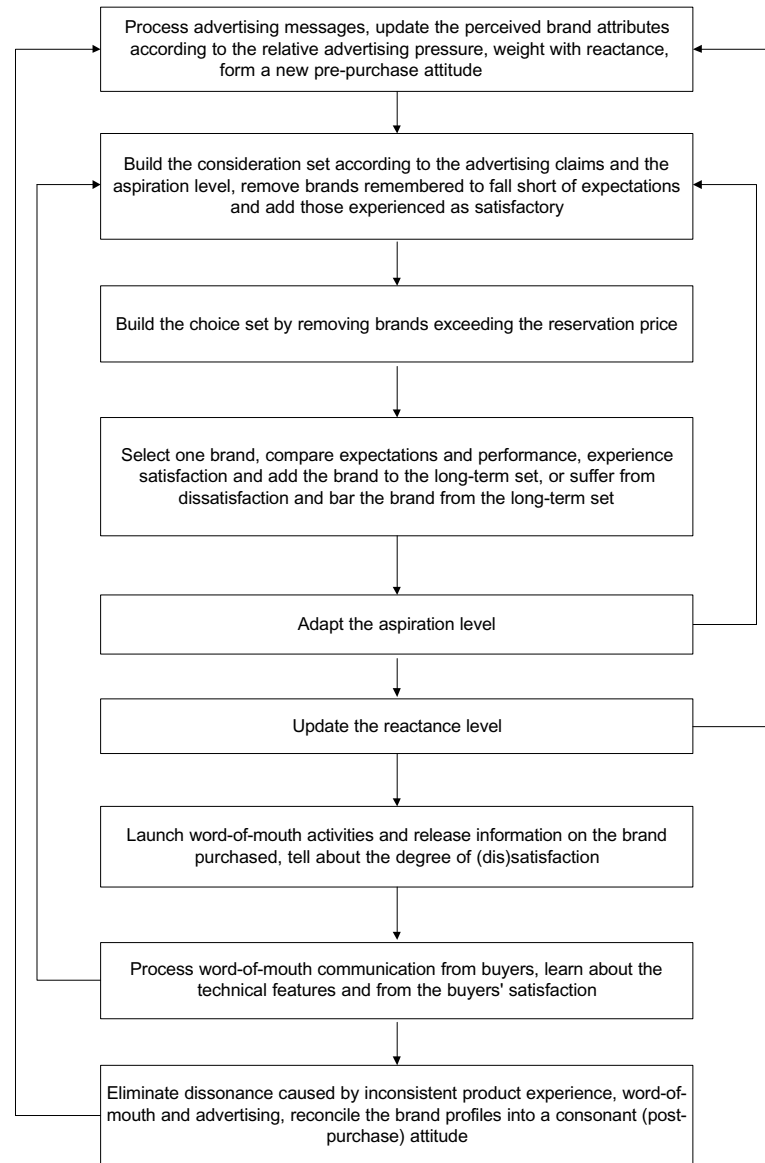 Process advertising messages, update the perceived brand attributes
according to the relative advertising pressure, weight with reactance,
form a new pre-purchase attitude
Build the consideration set according to the advertising claims and the
aspiration level, remove brands remembered to fall short of expectations
and add those experienced as satisfactory
Build the choice set by removing brands exceeding the reservation price
Select one brand, compare expectations and performance, experience
satisfaction and add the brand to the long-term set, or suffer from
dissatisfaction and bar the brand from the long-term set
Adapt the aspiration level
Update the reactance level
Launch word-of-mouth activities and release information on the brand
purchased, tell about the degree of (dis)satisfaction
Process word-of-mouth communication from buyers, learn about the
technical features and from the buyers' satisfaction
Eliminate dissonance caused by inconsistent product experience, word-of-
mouth and advertising, reconcile the brand profiles into a consonant (post-
purchase) attitude